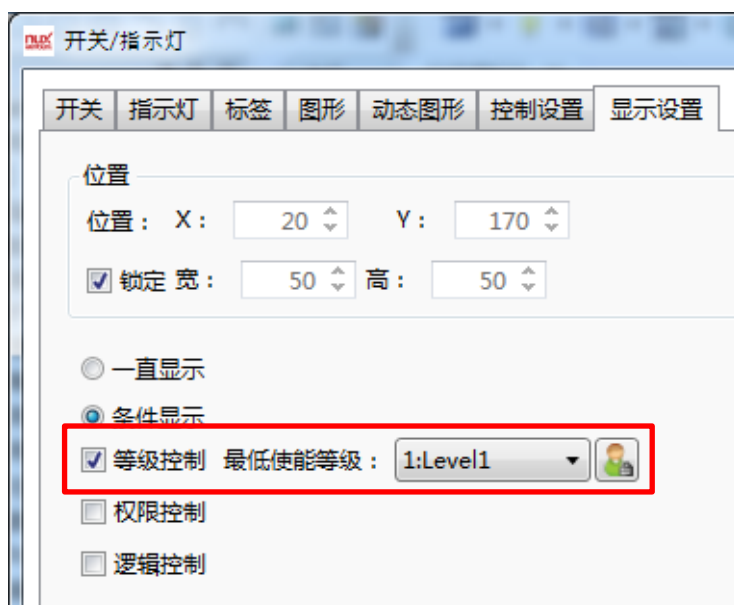 开关/指示灯
开关 指示灯 标签 图形 动态图形 控制设置 显示设置
位置
位置: X: 20 Y: 170
锁定 宽: 50 高: 50
一直显示
条件显示
等级控制 最低使能等级: 1:Level1
权限控制
逻辑控制